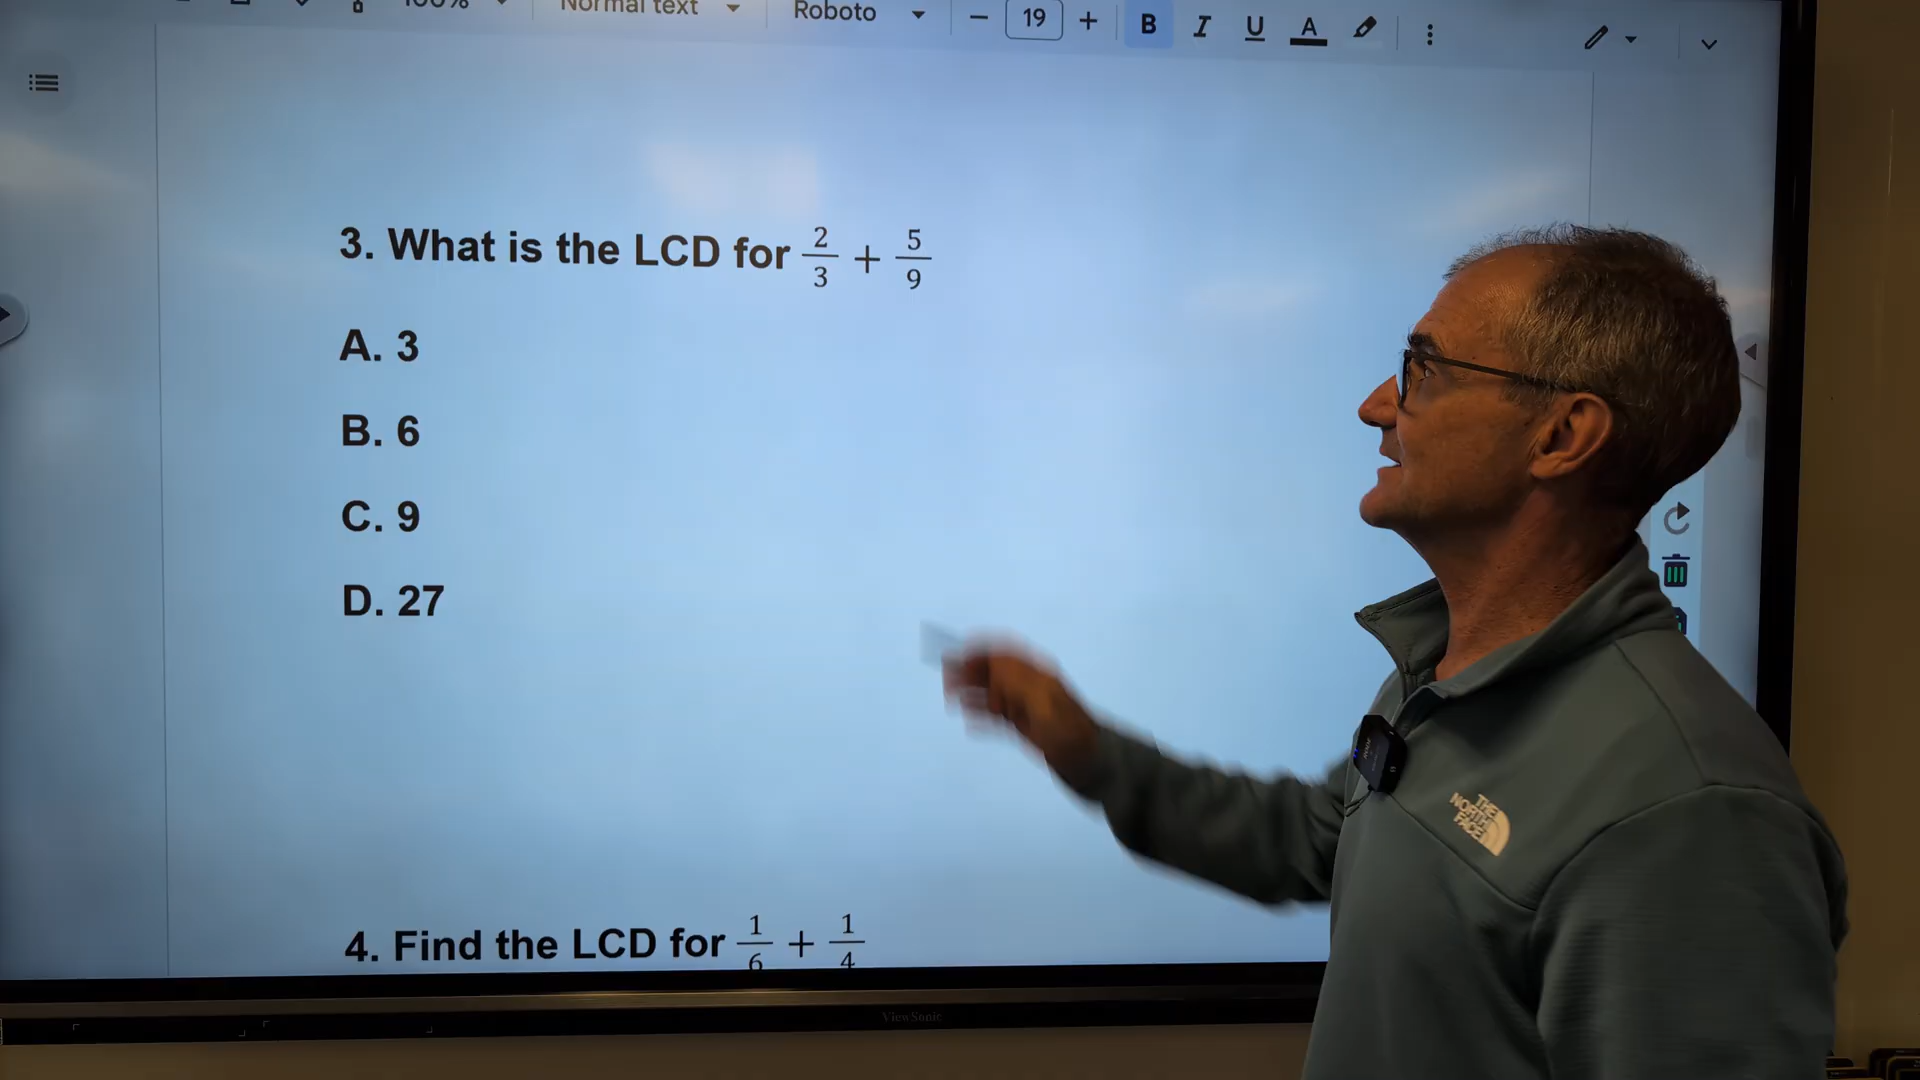 100% Normal text Roboto 19 B I U A
3. What is the LCD for 2/3 + 5/9
A. 3
B. 6
C. 9
D. 27
4. Find the LCD for 1/6 + 1/4
THE
NORTH
FACE
ViewSonic